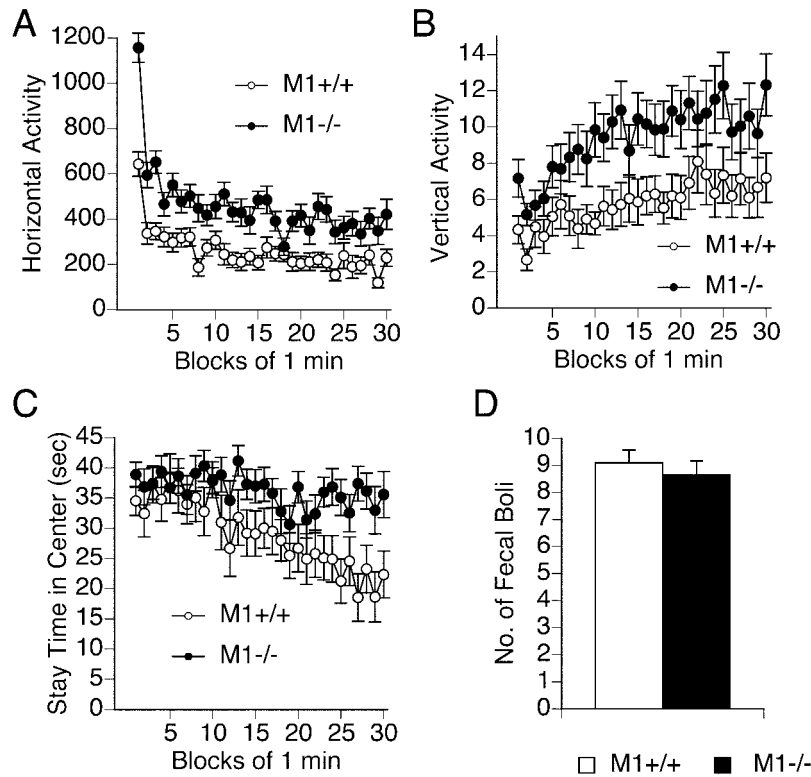 A
Horizontal Activity
1200
1000
800
600
400
200
0
M1+/+
M1-/-
5 10 15 20 25 30
Blocks of 1 min
B
Vertical Activity
14
12
10
8
6
4
2
0
M1+/+
M1-/-
5 10 15 20 25 30
Blocks of 1 min
C
Stay Time in Center (sec)
45
40
35
30
25
20
15
10
5
0
M1+/+
M1-/-
5 10 15 20 25 30
Blocks of 1 min
D
No. of Fecal Boli
10
9
8
7
6
5
4
3
2
1
0
M1+/+ M1-/-